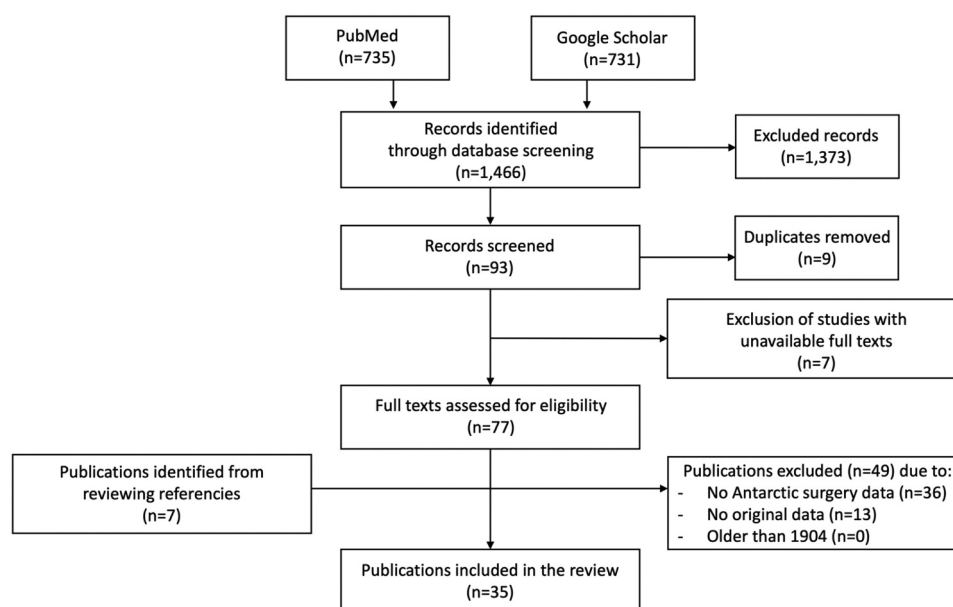 PubMed
(n=735)
Google Scholar
(n=731)
Records identified
through database screening
(n=1,466)
Excluded records
(n=1,373)
Records screened
(n=93)
Duplicates removed
(n=9)
Exclusion of studies with
unavailable full texts
(n=7)
Full texts assessed for eligibility
(n=77)
Publications identified from
reviewing referencies
(n=7)
Publications excluded (n=49) due to:
- No Antarctic surgery data (n=36)
- No original data (n=13)
- Older than 1904 (n=0)
Publications included in the review
(n=35)